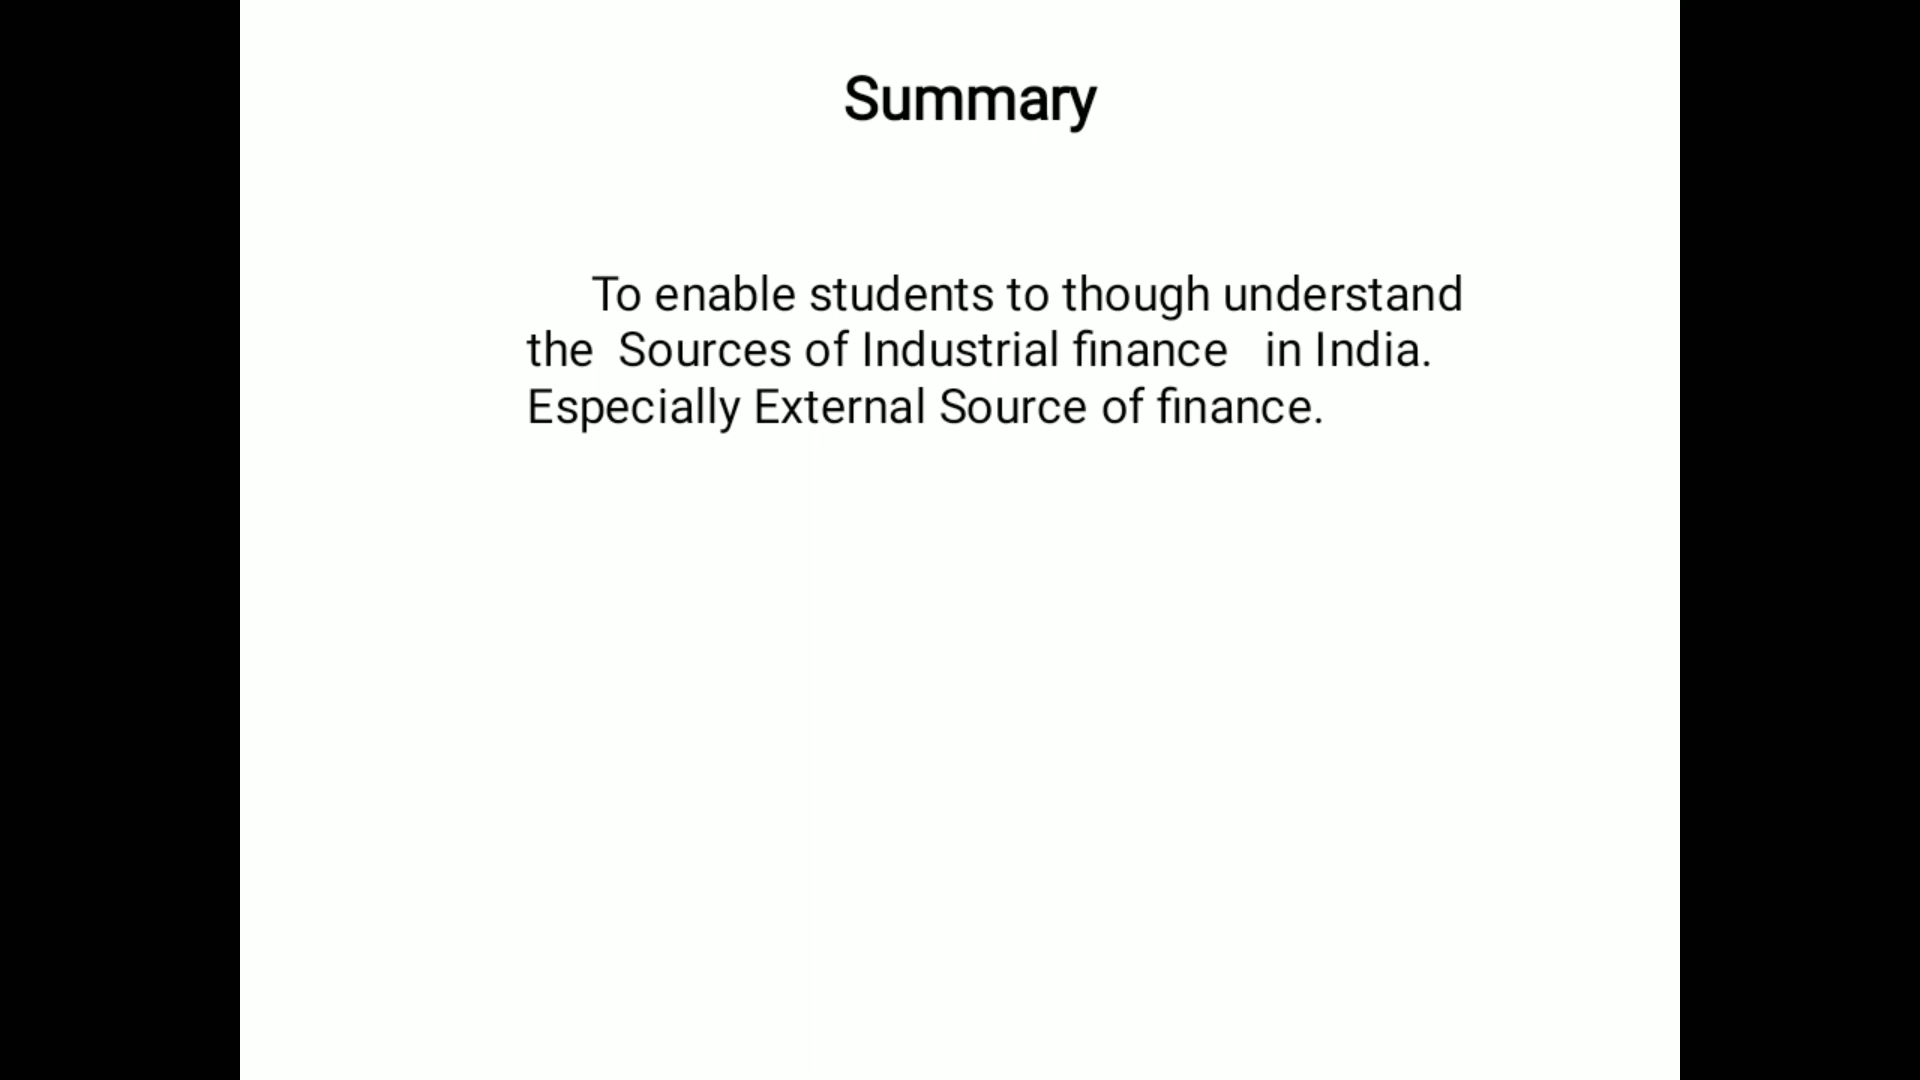 Summary
To enable students to though understand
the  Sources of Industrial finance   in India.
Especially External Source of finance.